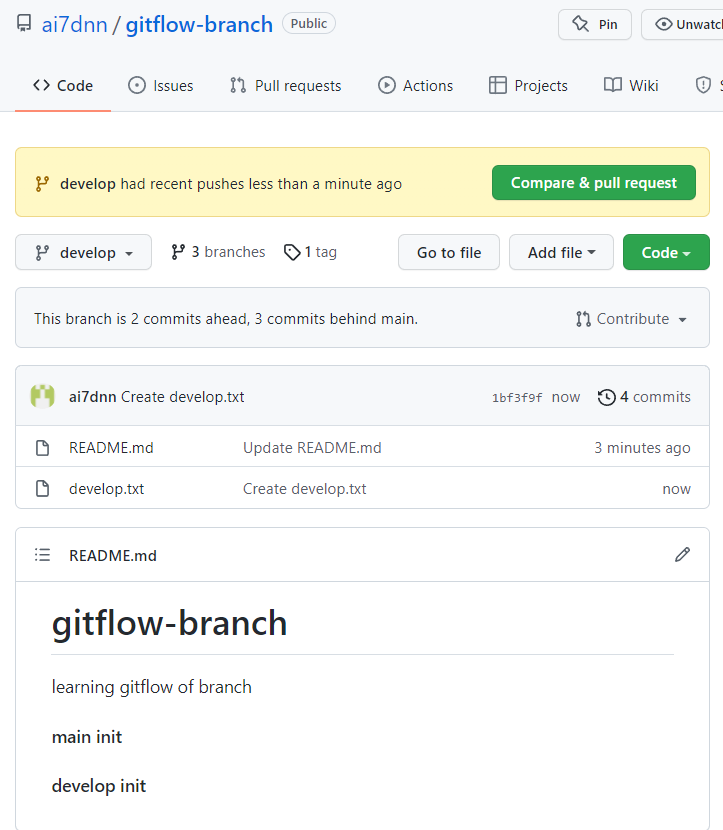 ai7dnn / gitflow-branch Public Pin Unwatc
Code Issues Pull requests Actions Projects Wiki S
develop had recent pushes less than a minute ago Compare & pull request
develop 3 branches 1 tag Go to file Add file Code
This branch is 2 commits ahead, 3 commits behind main. Contribute
ai7dnn Create develop.txt 1bf3f9f now 4 commits
README.md Update README.md 3 minutes ago
develop.txt Create develop.txt now
README.md
gitflow-branch
learning gitflow of branch
main init
develop init